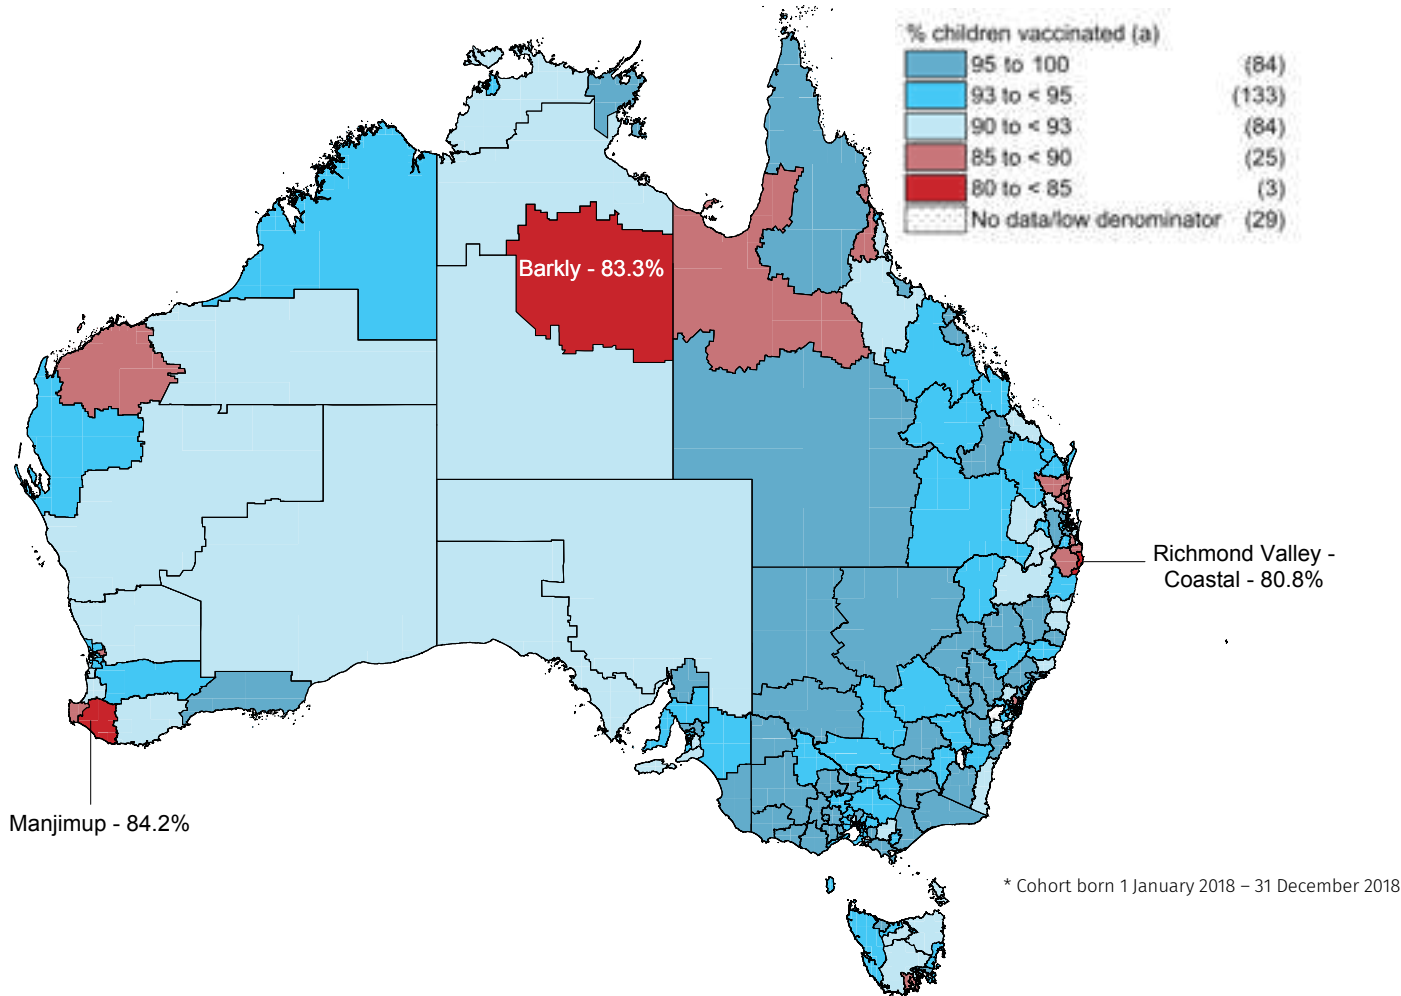 % children vaccinated (a)
95 to 100 (84)
93 to < 95 (133)
90 to < 93 (84)
85 to < 90 (25)
80 to < 85 (3)
No data/low denominator (29)
Barkly - 83.3%
Richmond Valley -
Coastal - 80.8%
Manjimup - 84.2%
* Cohort born 1 January 2018 – 31 December 2018